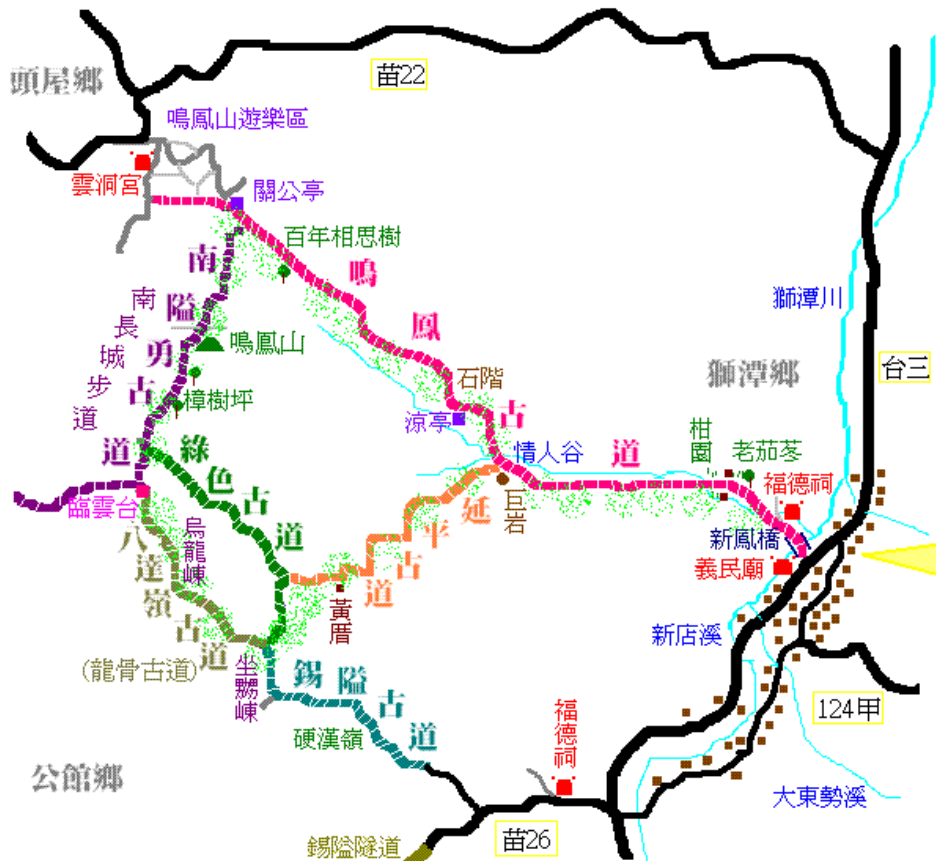 苗22
頭屋鄉
鳴鳳山遊樂區
雲洞宮
關公亭
百年相思樹
南隘勇古道
鳴鳳古道
南長城步道
獅潭川
鳴鳳山
台三
獅潭鄉
石階
樟樹坪
涼亭
柑園
老茄苳
情人谷
綠色古道
巨岩
福德祠
臨雲台
烏龍崠
延平古道
新鳳橋
義民廟
八達嶺古道
黃厝
新店溪
(龍骨古道)
坐嬰崠
錫隘古道
124甲
硬漢嶺
福德祠
公館鄉
大東勢溪
苗26
錫隘隧道